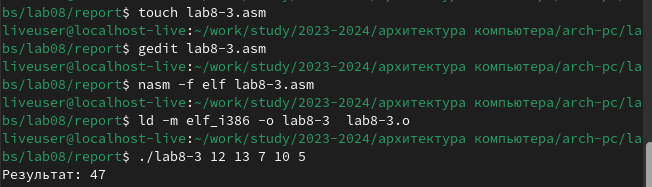 bs/lab08/report$ touch lab8-3.asm
liveuser@localhost-live:~/work/study/2023-2024/архитектура компьютера/arch-pc/la
bs/lab08/report$ gedit lab8-3.asm
liveuser@localhost-live:~/work/study/2023-2024/архитектура компьютера/arch-pc/la
bs/lab08/report$ nasm -f elf lab8-3.asm
liveuser@localhost-live:~/work/study/2023-2024/архитектура компьютера/arch-pc/la
bs/lab08/report$ ld -m elf_i386 -o lab8-3  lab8-3.o
liveuser@localhost-live:~/work/study/2023-2024/архитектура компьютера/arch-pc/la
bs/lab08/report$ ./lab8-3 12 13 7 10 5
Результат: 47